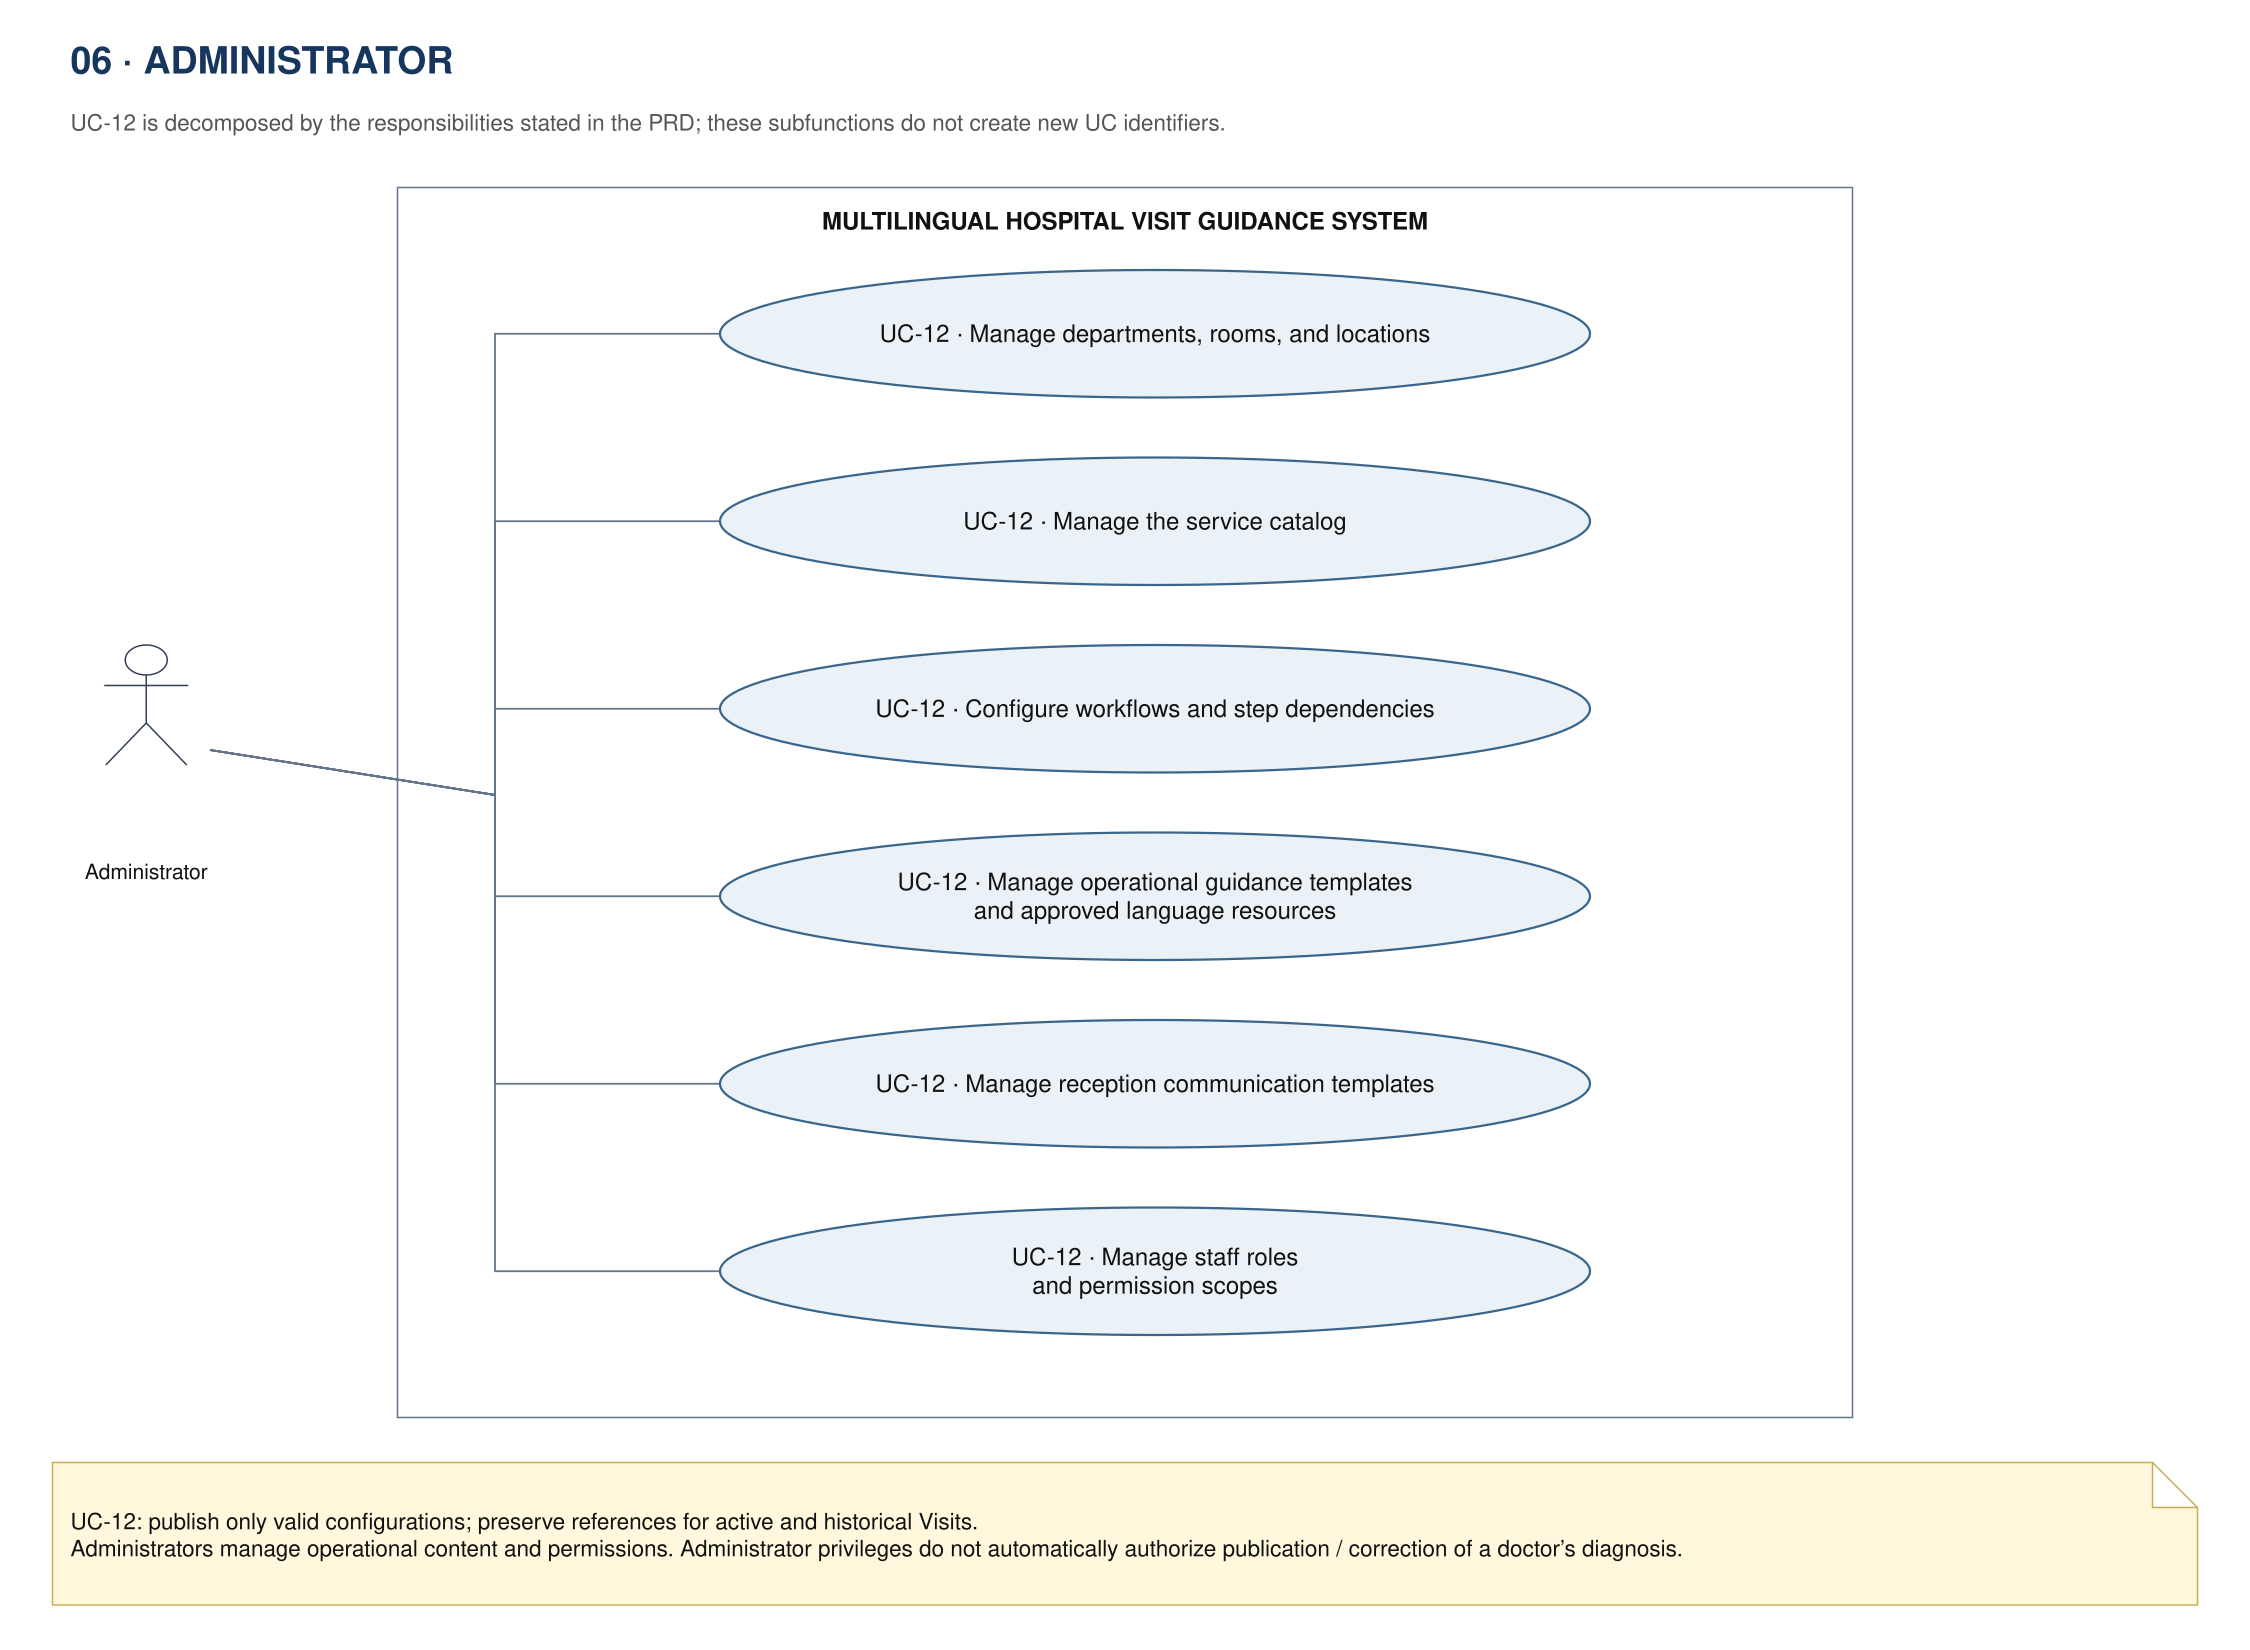 06 · ADMINISTRATOR
UC-12 is decomposed by the responsibilities stated in the PRD; these subfunctions do not create new UC identifiers.
MULTILINGUAL HOSPITAL VISIT GUIDANCE SYSTEM
UC-12 · Manage departments, rooms, and locations
UC-12 · Manage the service catalog
UC-12 · Configure workflows and step dependencies
Administrator
UC-12 · Manage operational guidance templates
and approved language resources
UC-12 · Manage reception communication templates
UC-12 · Manage staff roles
and permission scopes
UC-12: publish only valid configurations; preserve references for active and historical Visits.
Administrators manage operational content and permissions. Administrator privileges do not automatically authorize publication / correction of a doctor’s diagnosis.